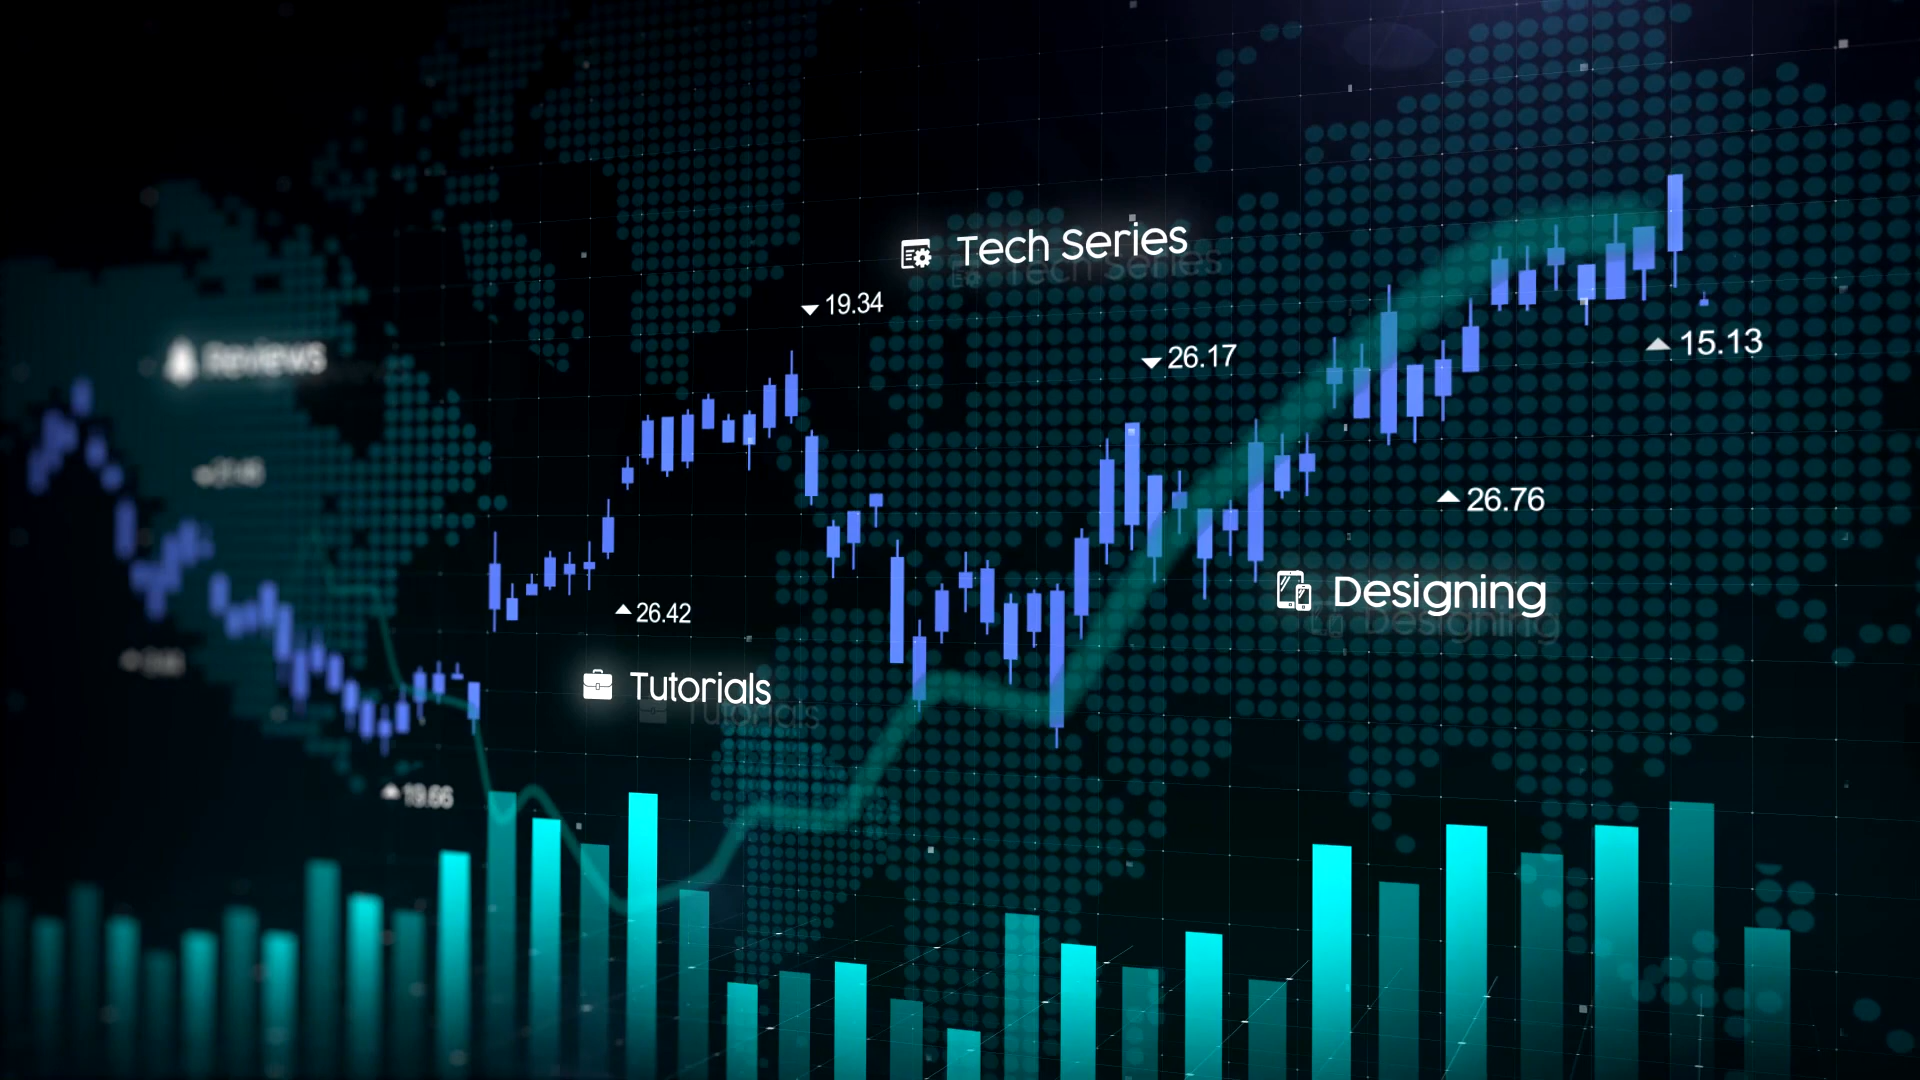 Tech Series
19.34
26.17
15.13
Reviews
26.76
Designing
26.42
Tutorials
19.66